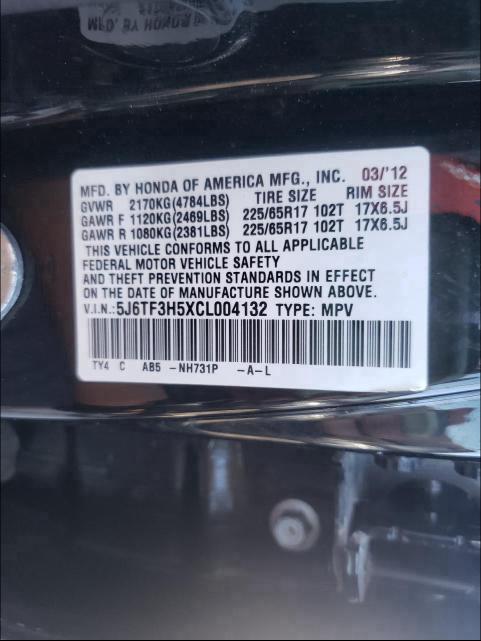 MFD. BY HONDA OF AMERICA MFG., INC. 03/'12
GVWR 2170KG(4784LBS) TIRE SIZE RIM SIZE
GAWR F 1120KG(2469LBS) 225/65R17 102T 17X6.5J
GAWR R 1080KG(2381LBS) 225/65R17 102T 17X6.5J
THIS VEHICLE CONFORMS TO ALL APPLICABLE
FEDERAL MOTOR VEHICLE SAFETY
AND THEFT PREVENTION STANDARDS IN EFFECT
ON THE DATE OF MANUFACTURE SHOWN ABOVE.
V.I.N.:5J6TF3H5XCL004132 TYPE: MPV
TY4 C AB5 -NH731P -A-L